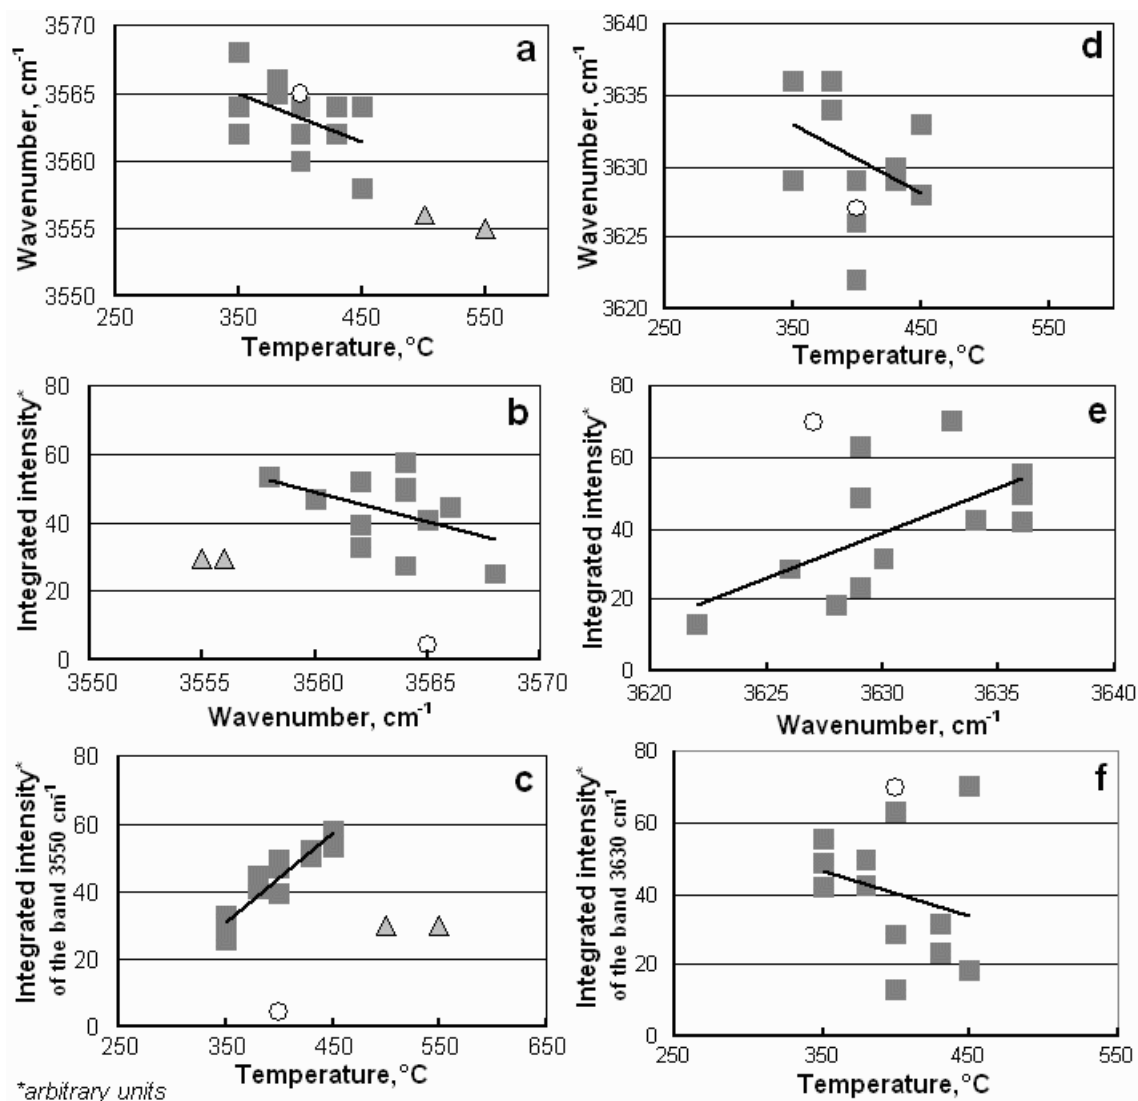 a
3570
3565
3560
3555
3550
250
350
450
550
Wavenumber, cm-1
Temperature,°C
d
3640
3635
3630
3625
3620
250
350
450
550
Wavenumber, cm-1
Temperature,°C
b
80
60
40
20
0
3550
3555
3560
3565
3570
Integrated intensity*
Wavenumber, cm-1
e
80
60
40
20
0
3620
3625
3630
3635
3640
Integrated intensity*
Wavenumber, cm-1
c
80
60
40
20
0
250
350
450
550
650
Integrated intensity*
of the band 3550 cm-1
Temperature,°C
f
80
60
40
20
0
250
350
450
550
Integrated intensity*
of the band 3630 cm-1
Temperature,°C
*arbitrary units